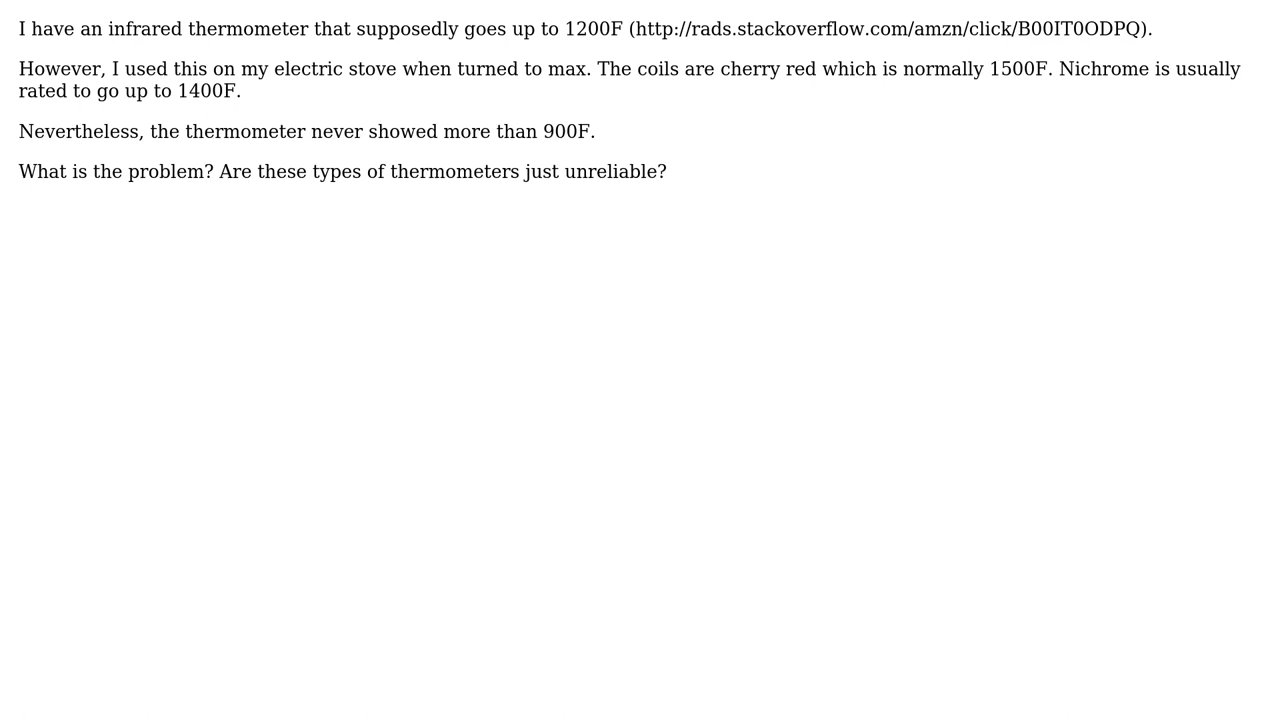 I have an infrared thermometer that supposedly goes up to 1200F (http://rads.stackoverflow.com/amzn/click/B00IT0ODPQ).
However, I used this on my electric stove when turned to max. The coils are cherry red which is normally 1500F. Nichrome is usually
rated to go up to 1400F.
Nevertheless, the thermometer never showed more than 900F.
What is the problem? Are these types of thermometers just unreliable?